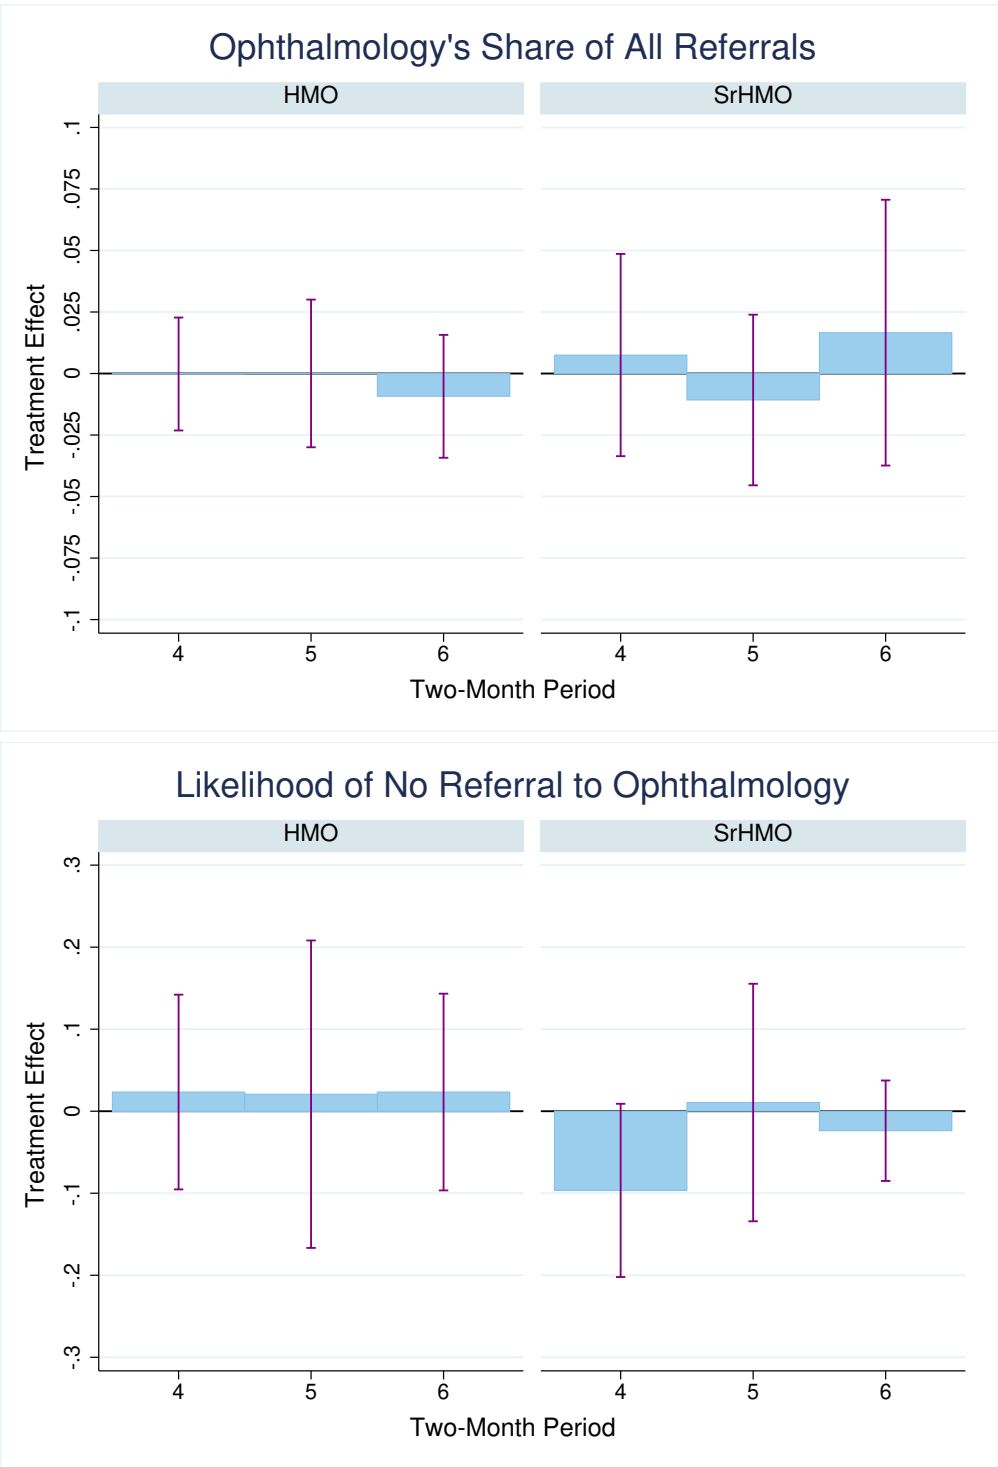 Ophthalmology's Share of All Referrals
HMO SrHMO
Treatment Effect
.1
.075
.05
.025
0
-.025
-.05
-.075
-.1
4 5 6 4 5 6
Two-Month Period
Likelihood of No Referral to Ophthalmology
HMO SrHMO
Treatment Effect
.3
.2
.1
0
-.1
-.2
-.3
4 5 6 4 5 6
Two-Month Period